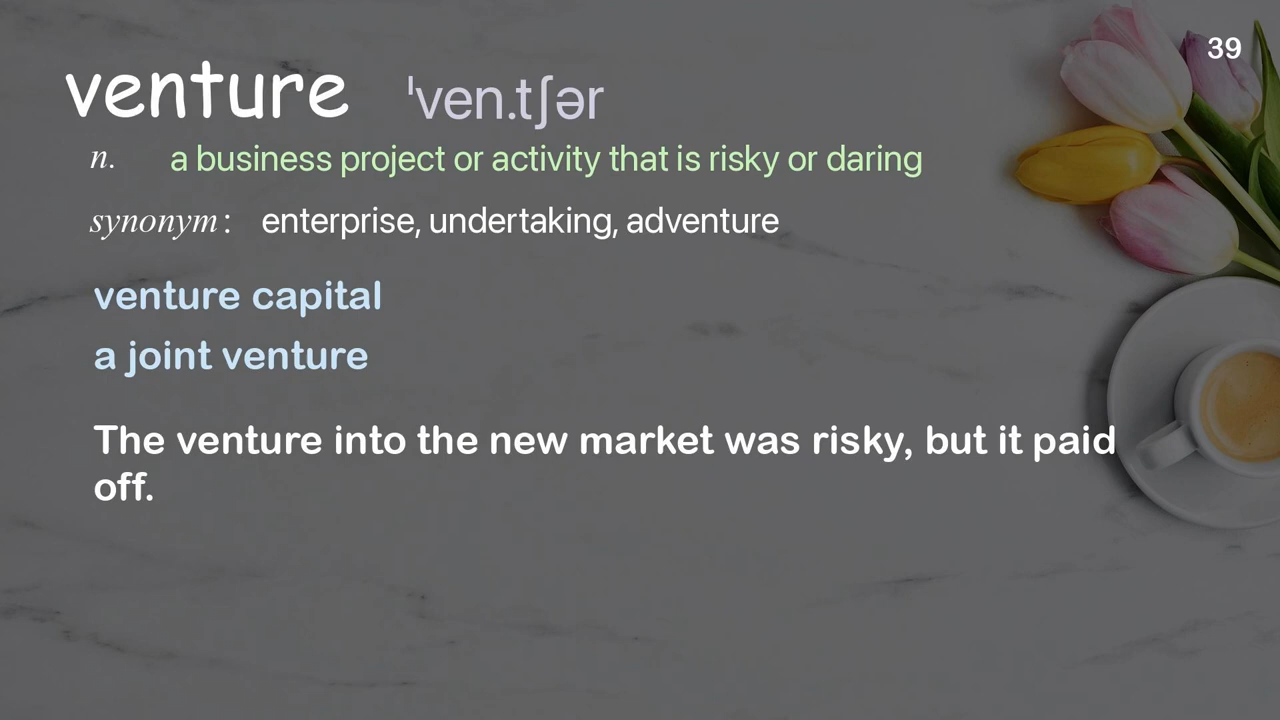 39
venture ˈven.tʃər
n. a business project or activity that is risky or daring
synonym: enterprise, undertaking, adventure
venture capital
a joint venture
The venture into the new market was risky, but it paid
off.